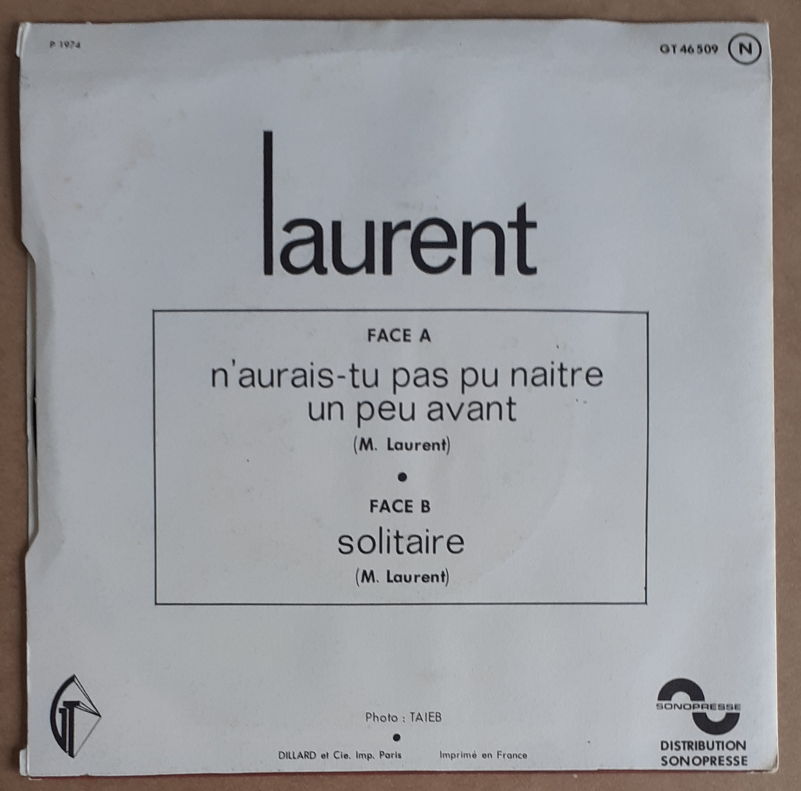 P 1974
GT 46 509 N
laurent
FACE A
n'aurais-tu pas pu naitre
un peu avant
(M. Laurent)
•
FACE B
solitaire
(M. Laurent)
GT
Photo : TAIEB
•
DILLARD et Cie. Imp. Paris Imprimé en France
SONOPRESSE
DISTRIBUTION
SONOPRESSE